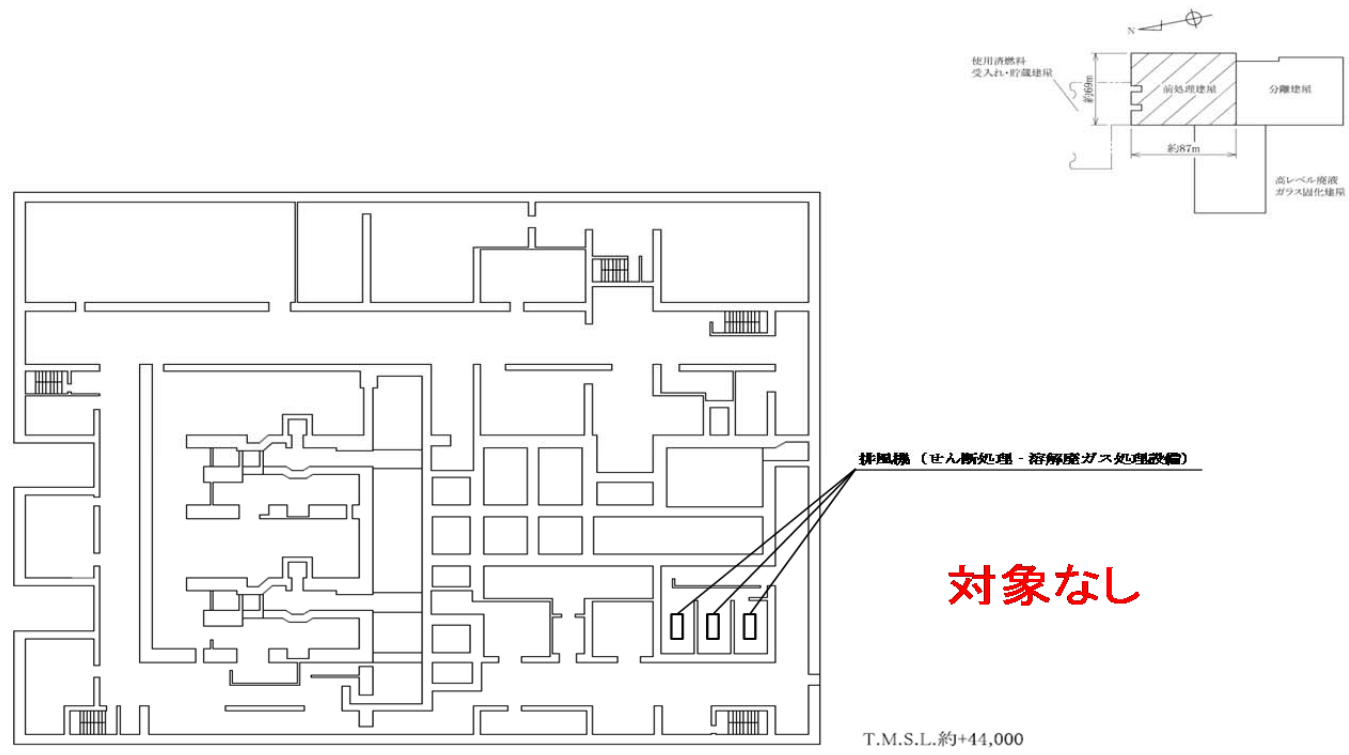 N
使用済燃料
受入れ・貯蔵建屋
約69m
前処理建屋
分離建屋
約87m
高レベル廃液
ガラス固化建屋
排風機（せん断処理・溶解廃ガス処理設備）
対象なし
T.M.S.L.約+44,000